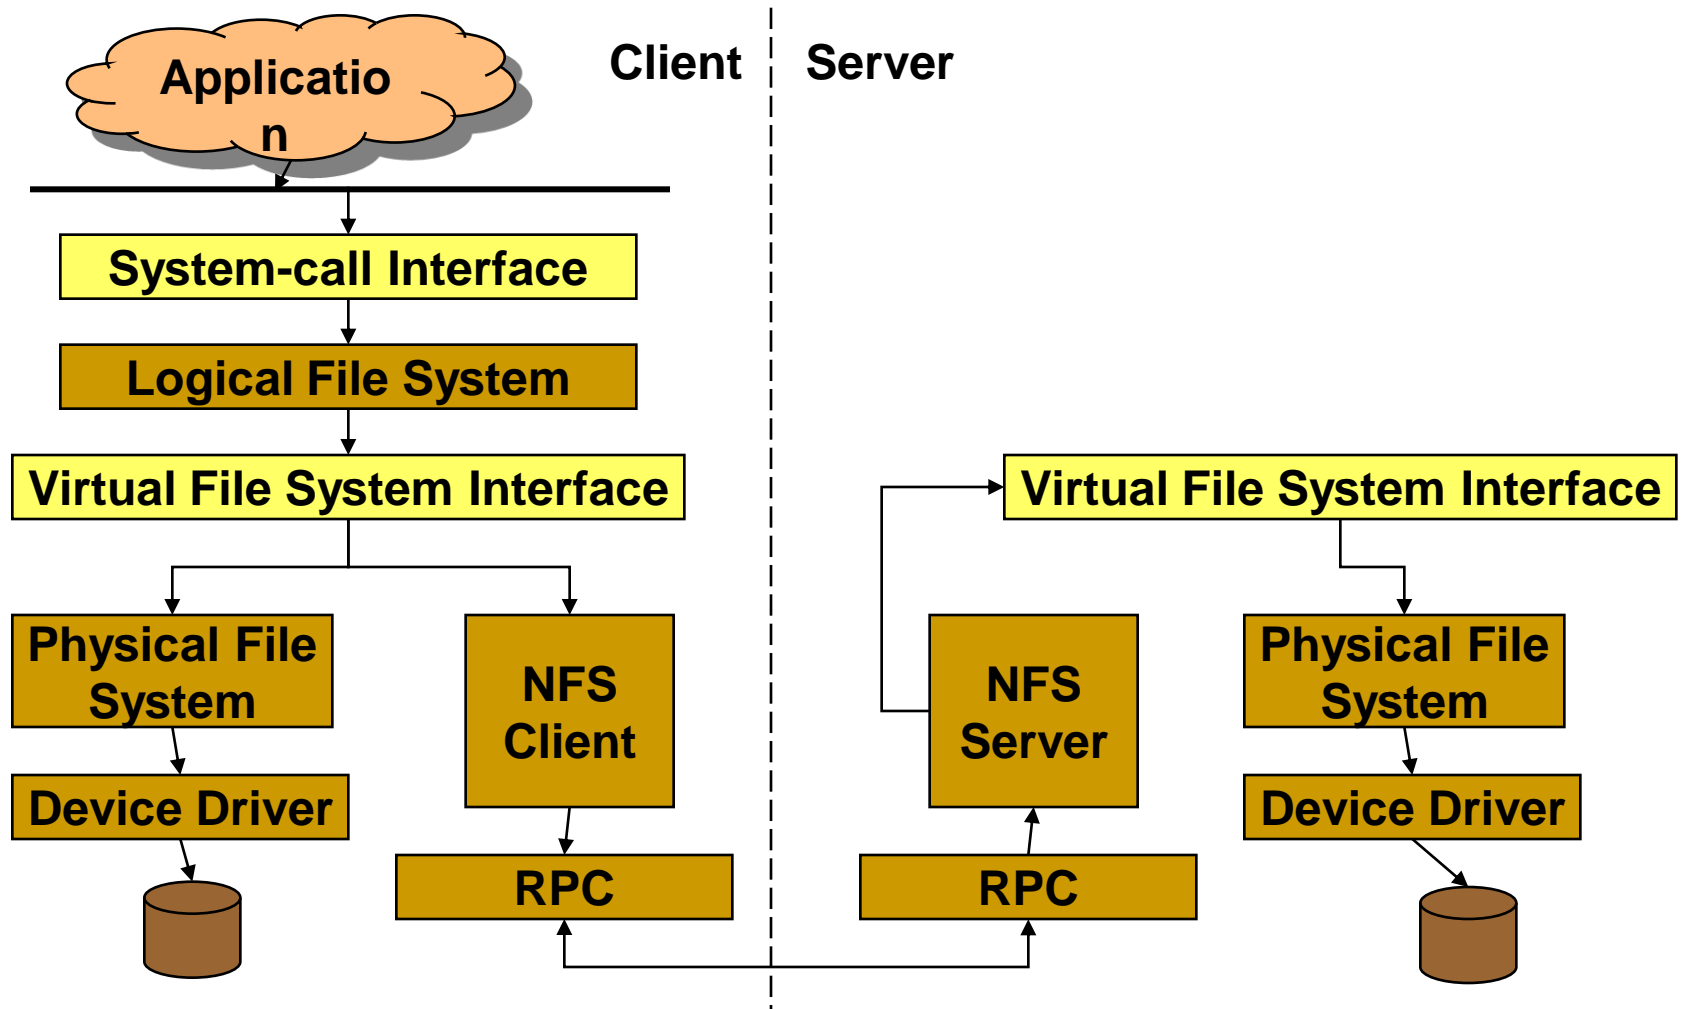 Applicatio
n
Client
Server
System-call Interface
Logical File System
Virtual File System Interface
Physical File
System
NFS
Client
Device Driver
RPC
Virtual File System Interface
NFS
Server
Physical File
System
Device Driver
RPC